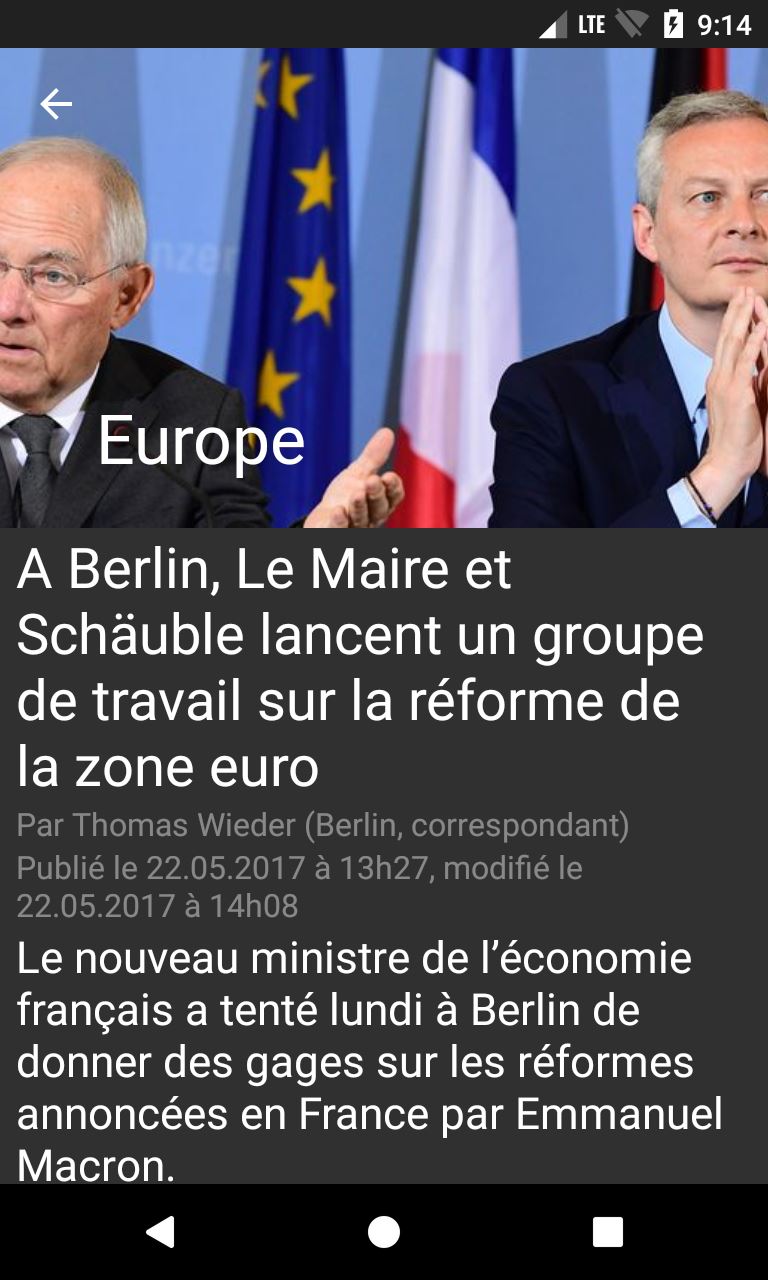 LTE 9:14
nzer
Europe
A Berlin, Le Maire et
Schäuble lancent un groupe
de travail sur la réforme de
la zone euro
Par Thomas Wieder (Berlin, correspondant)
Publié le 22.05.2017 à 13h27, modifié le
22.05.2017 à 14h08
Le nouveau ministre de l’économie
français a tenté lundi à Berlin de
donner des gages sur les réformes
annoncées en France par Emmanuel
Macron.